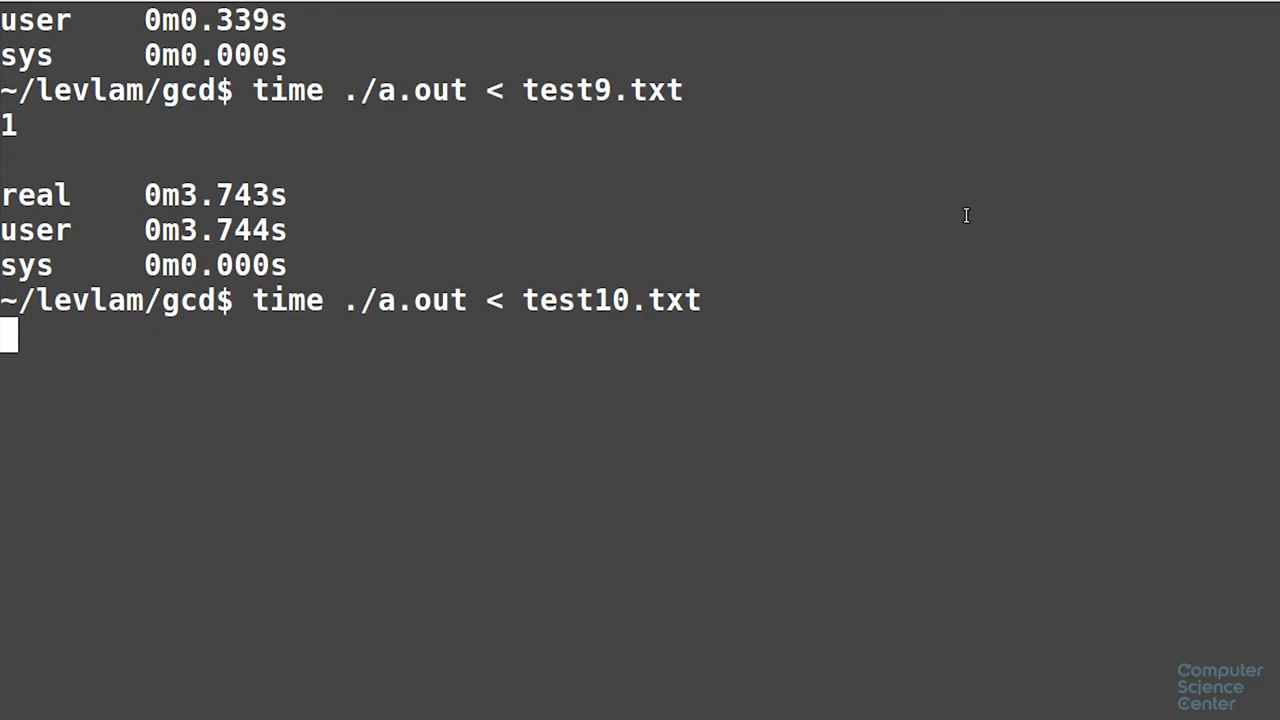 user    0m0.339s
sys     0m0.000s
~/levlam/gcd$ time ./a.out < test9.txt
1
real    0m3.743s
user    0m3.744s
sys     0m0.000s
~/levlam/gcd$ time ./a.out < test10.txt
Computer
Science
Center